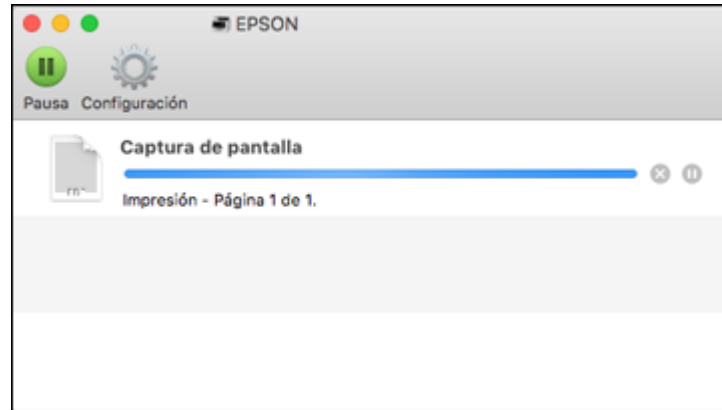 EPSON
Pausa Configuración
Captura de pantalla
Impresión - Página 1 de 1.